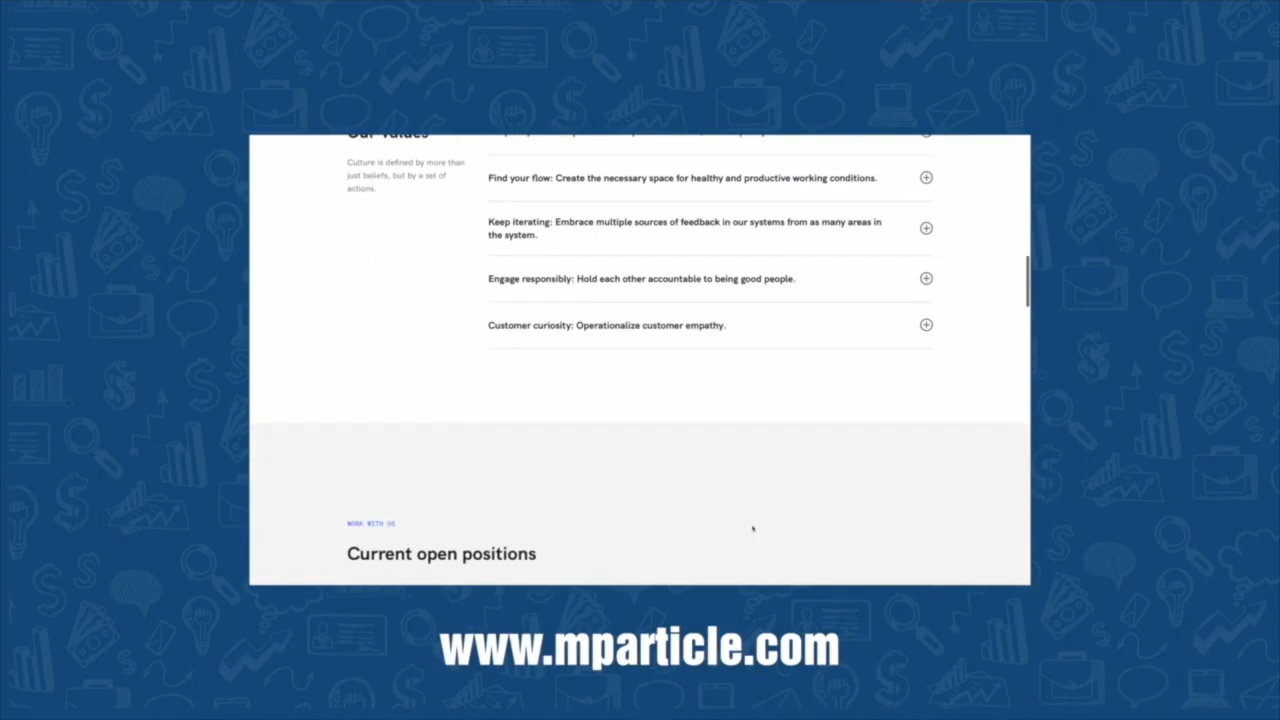 Our Values
Culture is defined by more than
just beliefs, but by a set of
actions.
Find your flow: Create the necessary space for healthy and productive working conditions.
Keep iterating: Embrace multiple sources of feedback in our systems from as many areas in
the system.
Engage responsibly: Hold each other accountable to being good people.
Customer curiosity: Operationalize customer empathy.
WORK WITH US
Current open positions
www.mparticle.com